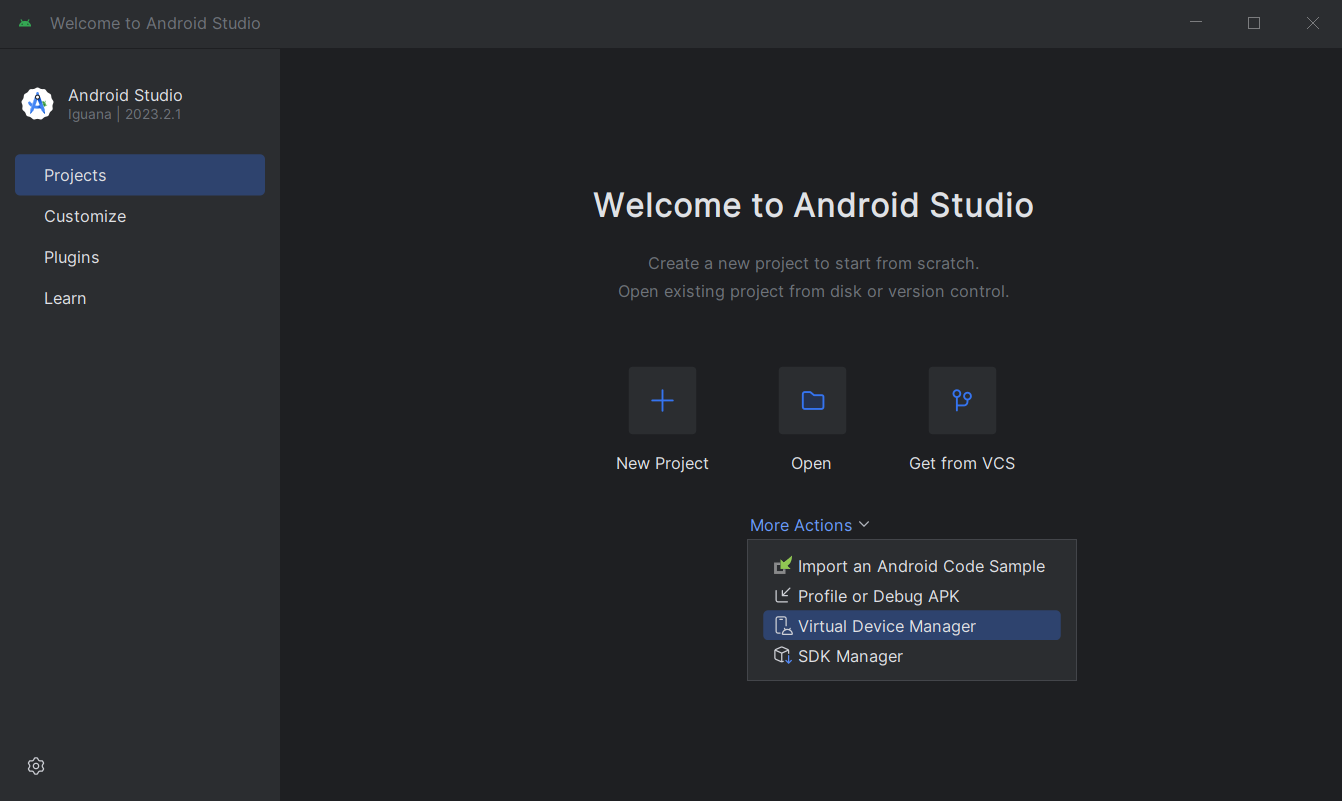 Welcome to Android Studio
Android Studio
Iguana | 2023.2.1
Projects
Customize
Plugins
Learn
Welcome to Android Studio
Create a new project to start from scratch.
Open existing project from disk or version control.
New Project
Open
Get from VCS
More Actions
Import an Android Code Sample
Profile or Debug APK
Virtual Device Manager
SDK Manager